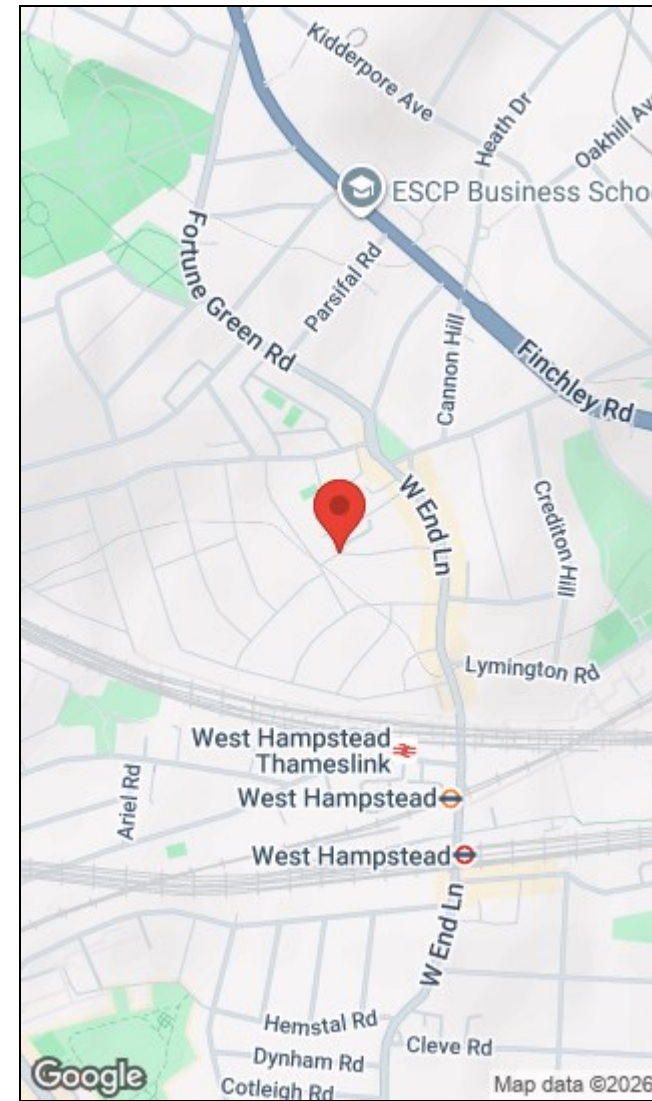 Kidderpore Ave
Heath Dr
Oakhill Av
ESCP Business Schoo
Fortune Green Rd
Parsifal Rd
Cannon Hill
Finchley Rd
W End Ln
Crediton Hill
Lymington Rd
West Hampstead
Thameslink
Ariel Rd
West Hampstead
West Hampstead
W End Ln
Hemstal Rd
Dynham Rd
Cleve Rd
Cotleigh Rd
Google
Map data ©2026